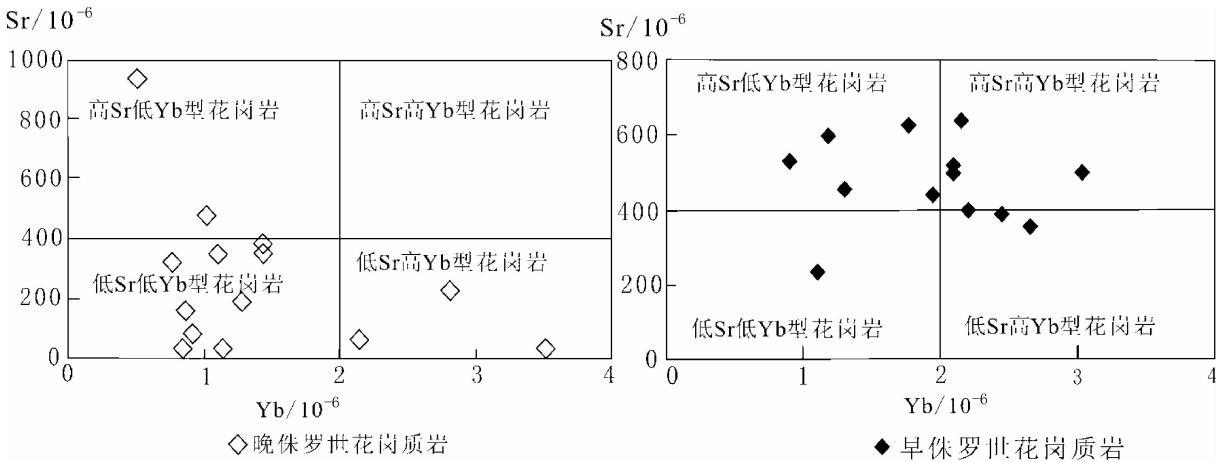 Sr/10⁻⁶
1000
800
600
400
200
0
高Sr低Yb型花岗岩
高Sr高Yb型花岗岩
低Sr低Yb型花岗岩
低Sr高Yb型花岗岩
0 1 2 3 4
Yb/10⁻⁶
◇晚侏罗世花岗质岩
Sr/10⁻⁶
800
600
400
200
0
高Sr低Yb型花岗岩
高Sr高Yb型花岗岩
低Sr低Yb型花岗岩
低Sr高Yb型花岗岩
0 1 2 3 4
Yb/10⁻⁶
◆早侏罗世花岗质岩